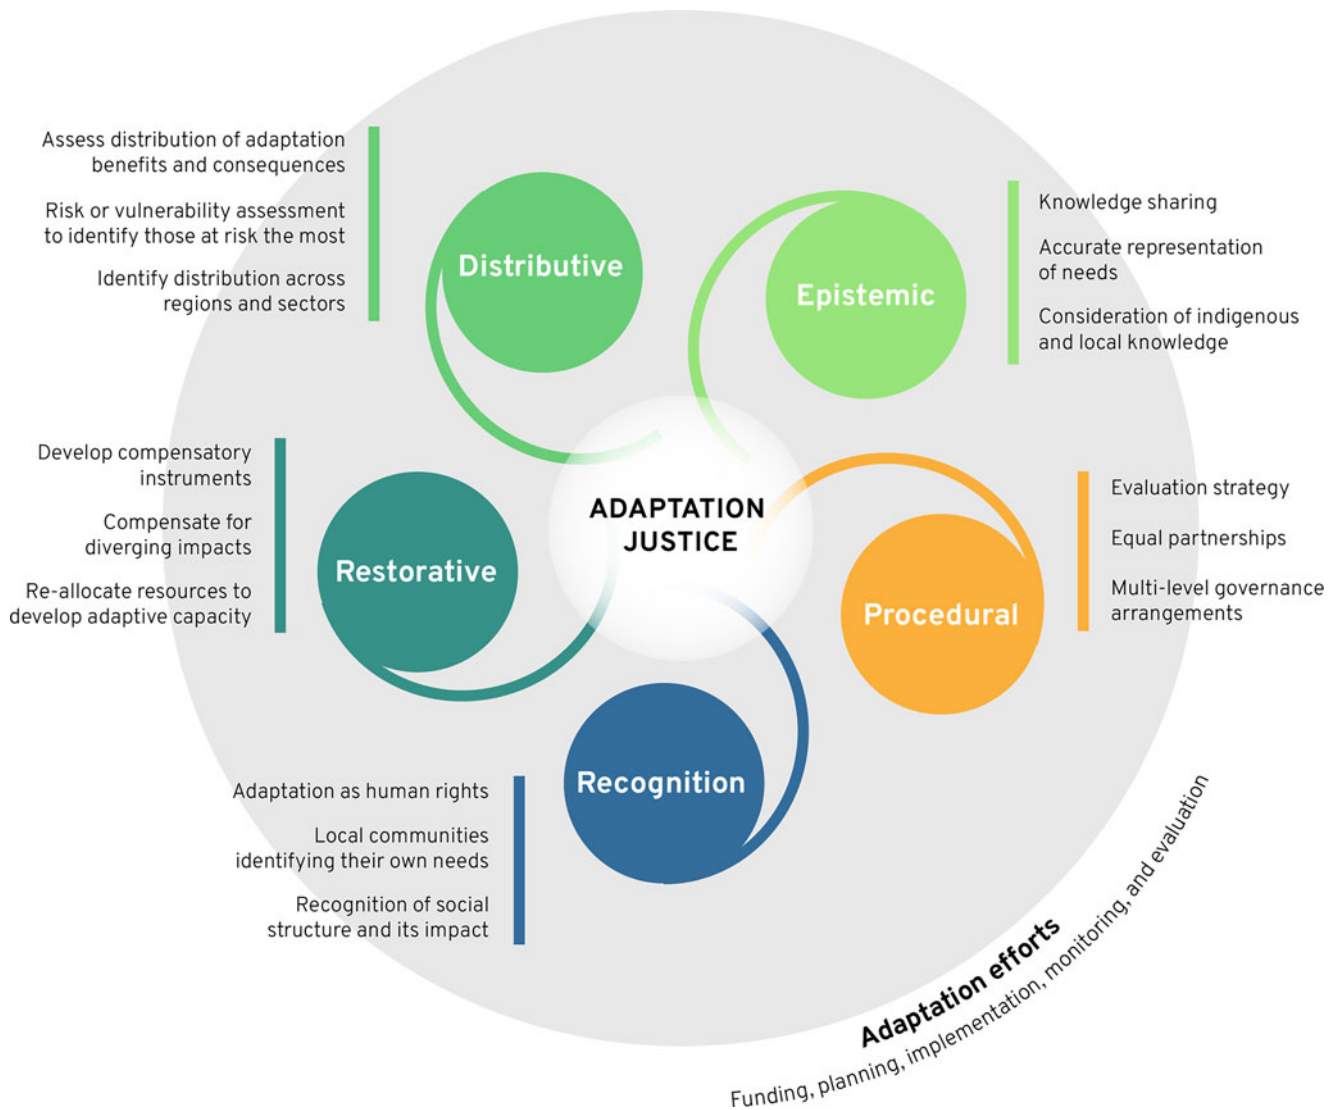 Assess distribution of adaptation
benefits and consequences
Risk or vulnerability assessment
to identify those at risk the most
Identify distribution across
regions and sectors
Distributive
Epistemic
Knowledge sharing
Accurate representation
of needs
Consideration of indigenous
and local knowledge
Develop compensatory
instruments
Compensate for
diverging impacts
Re-allocate resources to
develop adaptive capacity
Restorative
ADAPTATION
JUSTICE
Procedural
Evaluation strategy
Equal partnerships
Multi-level governance
arrangements
Adaptation as human rights
Local communities
identifying their own needs
Recognition of social
structure and its impact
Recognition
Adaptation efforts
Funding, planning, implementation, monitoring, and evaluation